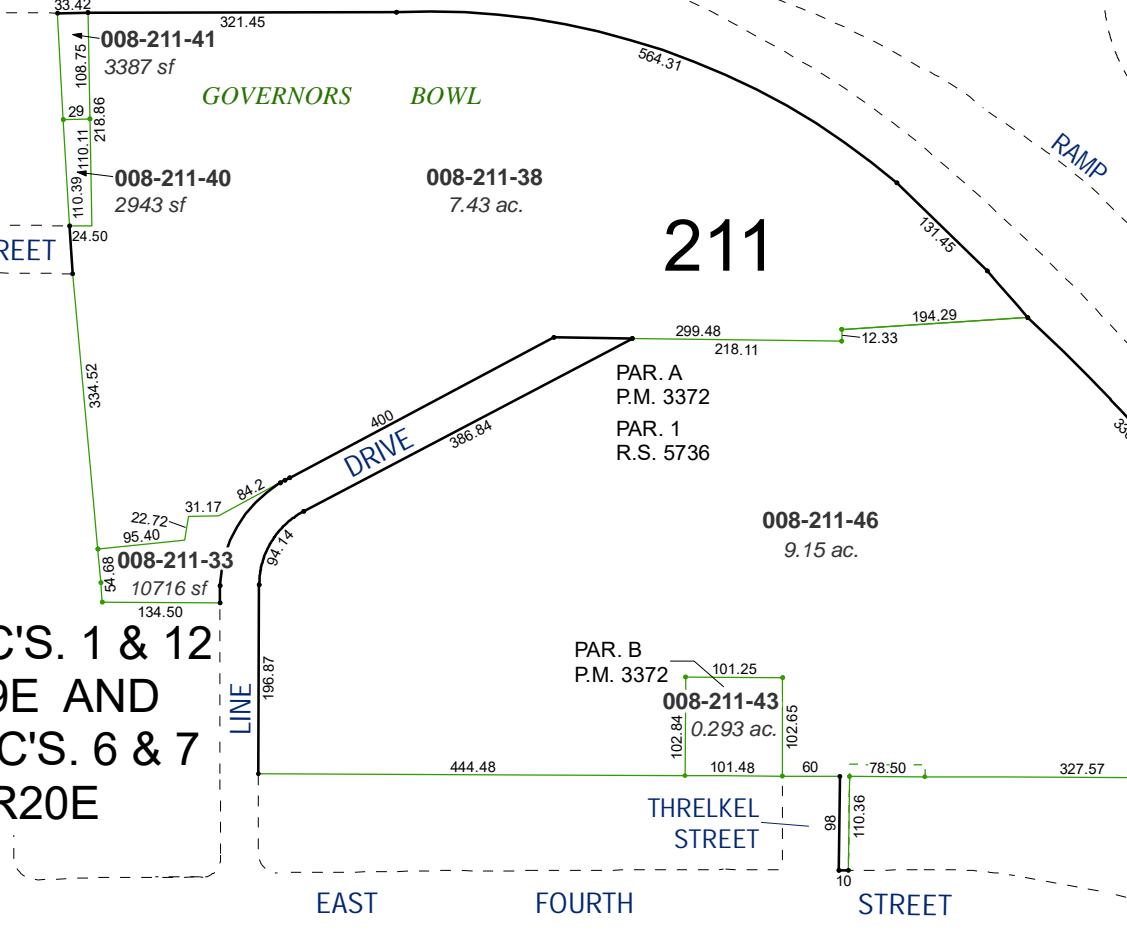 33.42
321.45
564.31
008-211-41
3387 sf
108.75
GOVERNORS BOWL
29
218.86
110.11
RAMP
008-211-40
2943 sf
110.39
008-211-38
7.43 ac.
24.50
REET
211
131.45
194.29
299.48
12.33
218.11
334.52
PAR. A
P.M. 3372
PAR. 1
R.S. 5736
400
386.84
DRIVE
84.2
31.17
22.72
95.40
94.14
008-211-46
9.15 ac.
008-211-33
10716 sf
54.68
134.50
C'S. 1 & 12
9E AND
C'S. 6 & 7
R20E
LINE
196.87
PAR. B
P.M. 3372
101.25
008-211-43
0.293 ac.
102.84
102.65
444.48
101.48
60
78.50
327.57
THRELKEL
STREET
98
110.36
10
EAST FOURTH STREET